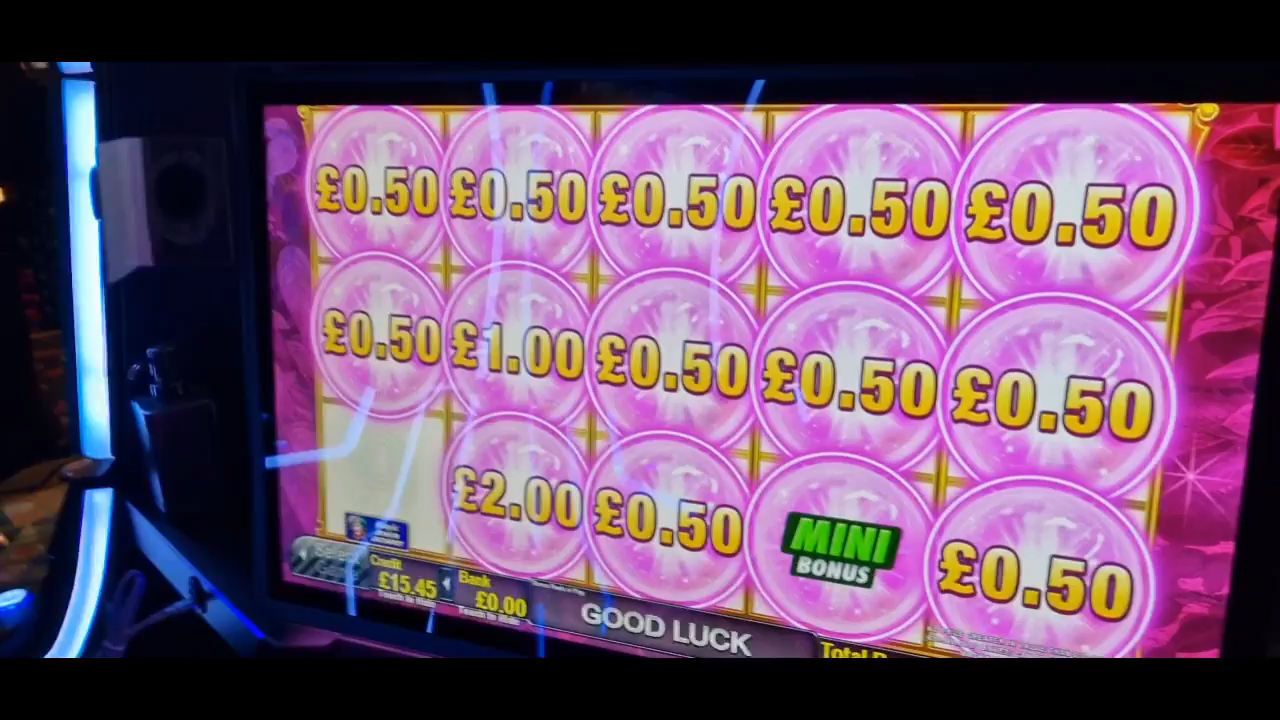 £0.50 £0.50 £0.50 £0.50 £0.50
£0.50 £1.00 £0.50 £0.50 £0.50
£2.00 £0.50 MINI BONUS £0.50
Credit
£15.45
Bank
£0.00
GOOD LUCK
Total